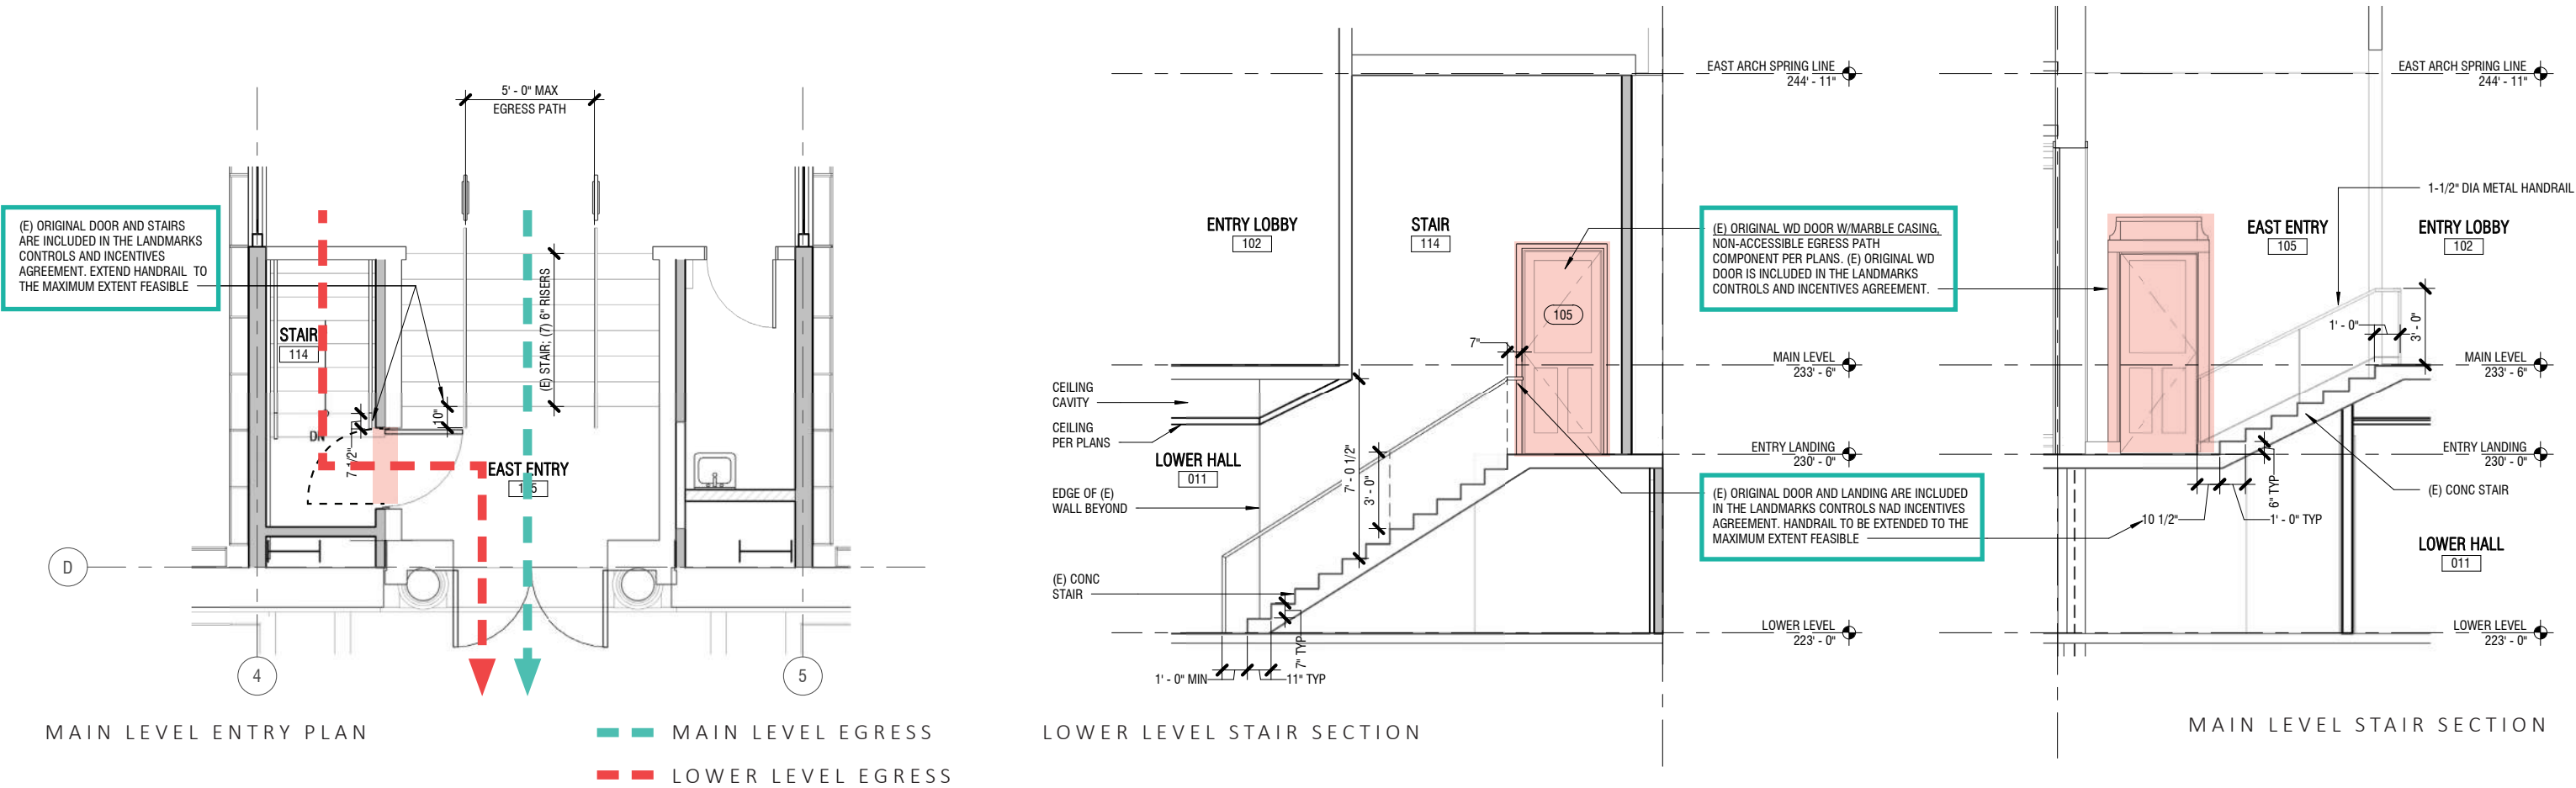 5' - 0" MAX
EGRESS PATH
(E) ORIGINAL DOOR AND STAIRS
ARE INCLUDED IN THE LANDMARKS
CONTROLS AND INCENTIVES
AGREEMENT. EXTEND HANDRAIL TO
THE MAXIMUM EXTENT FEASIBLE
(E) STAIR; (7) 6" RISERS
STAIR
114
10"
DN
7 1/2"
EAST ENTRY
D
4
5
MAIN LEVEL ENTRY PLAN
MAIN LEVEL EGRESS
LOWER LEVEL EGRESS
EAST ARCH SPRING LINE
244' - 11"
ENTRY LOBBY
102
STAIR
114
(E) ORIGINAL WD DOOR W/MARBLE CASING,
NON-ACCESSIBLE EGRESS PATH
COMPONENT PER PLANS. (E) ORIGINAL WD
DOOR IS INCLUDED IN THE LANDMARKS
CONTROLS AND INCENTIVES AGREEMENT.
105
7"
MAIN LEVEL
233' - 6"
CEILING
CAVITY
CEILING
PER PLANS
LOWER HALL
011
7' - 0 1/2"
3' - 0"
ENTRY LANDING
230' - 0"
EDGE OF (E)
WALL BEYOND
(E) ORIGINAL DOOR AND LANDING ARE INCLUDED
IN THE LANDMARKS CONTROLS NAD INCENTIVES
AGREEMENT. HANDRAIL TO BE EXTENDED TO THE
MAXIMUM EXTENT FEASIBLE
(E) CONC
STAIR
LOWER LEVEL
223' - 0"
7" TYP
1' - 0" MIN
11" TYP
LOWER LEVEL STAIR SECTION
EAST ARCH SPRING LINE
244' - 11"
1-1/2" DIA METAL HANDRAIL
EAST ENTRY
105
ENTRY LOBBY
102
1' - 0"
3' - 0"
MAIN LEVEL
233' - 6"
ENTRY LANDING
230' - 0"
6" TYP
(E) CONC STAIR
10 1/2"
1' - 0" TYP
LOWER HALL
011
LOWER LEVEL
223' - 0"
MAIN LEVEL STAIR SECTION